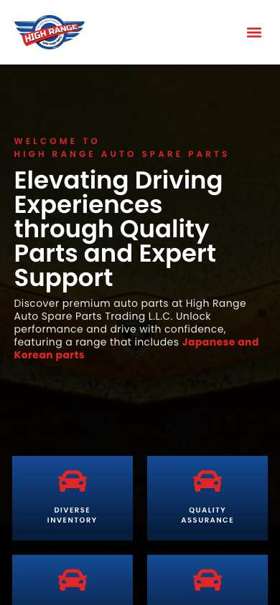 HIGH RANGE
WELCOME TO
HIGH RANGE AUTO SPARE PARTS
Elevating Driving
Experiences
through Quality
Parts and Expert
Support
Discover premium auto parts at High Range
Auto Spare Parts Trading L.L.C. Unlock
performance and drive with confidence,
featuring a range that includes Japanese and
Korean parts
DIVERSE
INVENTORY
QUALITY
ASSURANCE